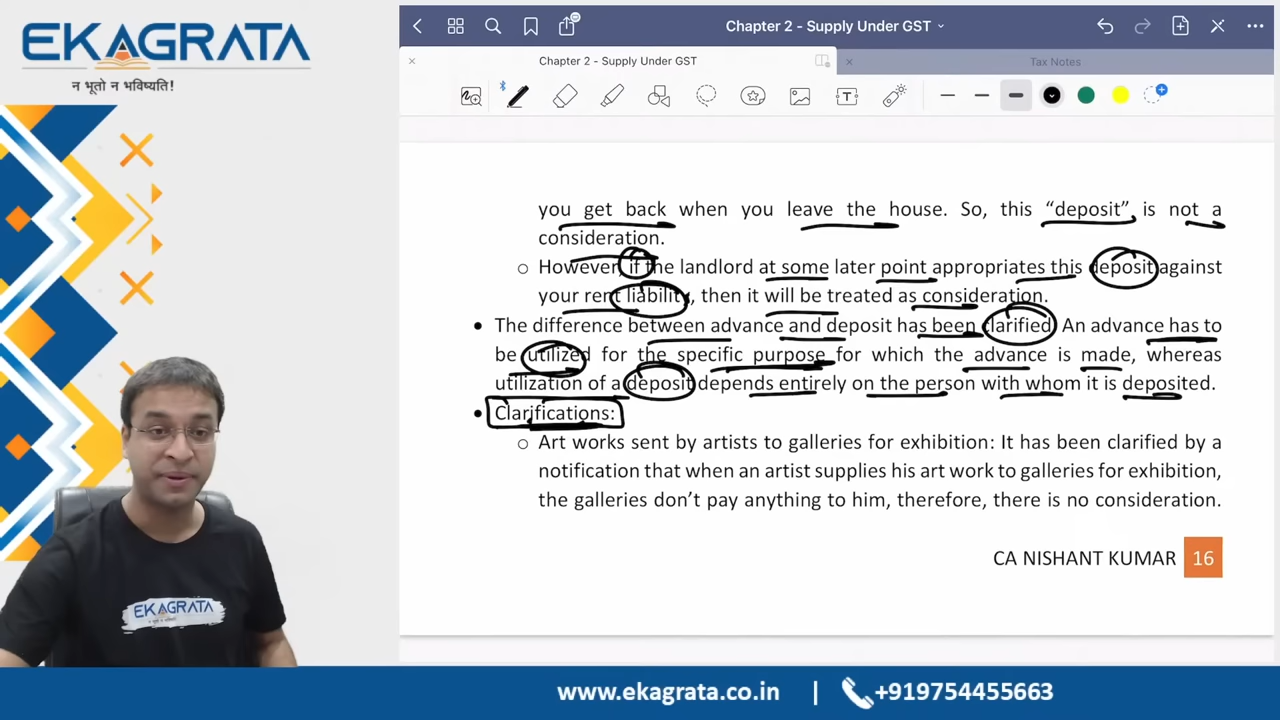 EKAGRATA
न भूतो न भविष्यति!
Chapter 2 - Supply Under GST
Chapter 2 - Supply Under GST
Tax Notes
you get back when you leave the house. So, this “deposit”, is not a
consideration.
However, if the landlord at some later point appropriates this deposit against
your rent liability, then it will be treated as consideration.
The difference between advance and deposit has been clarified. An advance has to
be utilized for the specific purpose for which the advance is made, whereas
utilization of a deposit depends entirely on the person with whom it is deposited.
Clarifications:
Art works sent by artists to galleries for exhibition: It has been clarified by a
notification that when an artist supplies his art work to galleries for exhibition,
the galleries don’t pay anything to him, therefore, there is no consideration.
CA NISHANT KUMAR 16
EKAGRATA
www.ekagrata.co.in | +919754455663